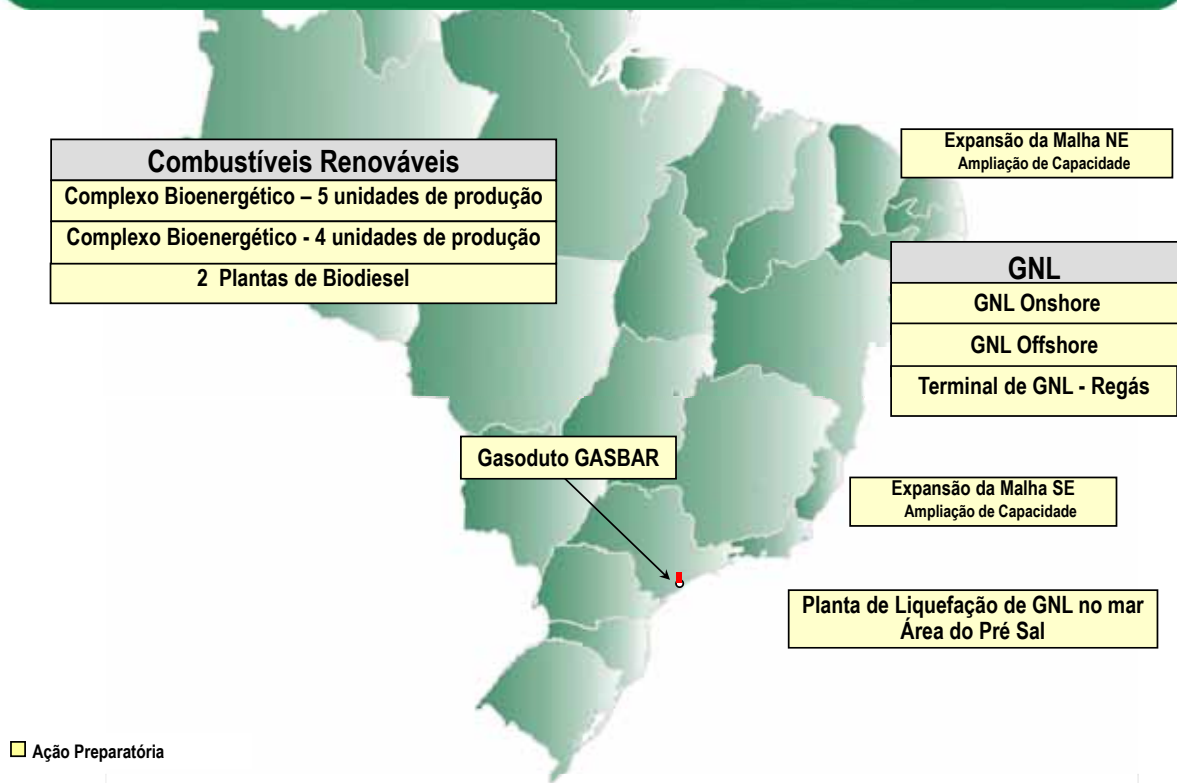 Combustíveis Renováveis
Complexo Bioenergético – 5 unidades de produção
Complexo Bioenergético - 4 unidades de produção
2 Plantas de Biodiesel
Expansão da Malha NE
Ampliação de Capacidade
GNL
GNL Onshore
GNL Offshore
Terminal de GNL - Regás
Gasoduto GASBAR
Expansão da Malha SE
Ampliação de Capacidade
Planta de Liquefação de GNL no mar
Área do Pré Sal
Ação Preparatória